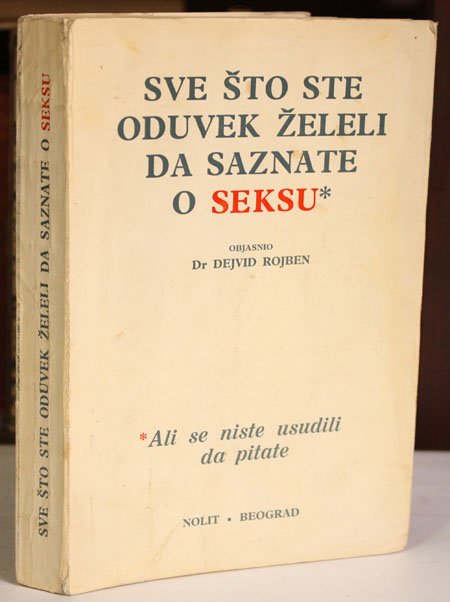 SVE ŠTO STE
ODUVEK ŽELELI
DA SAZNATE
O SEKSU*
OBJASNIO
Dr DEJVID ROJBEN
*Ali se niste usudili
da pitate
NOLIT • BEOGRAD
SVE ŠTO STE ODUVEK ŽELELI DA SAZNATE O SEKSU